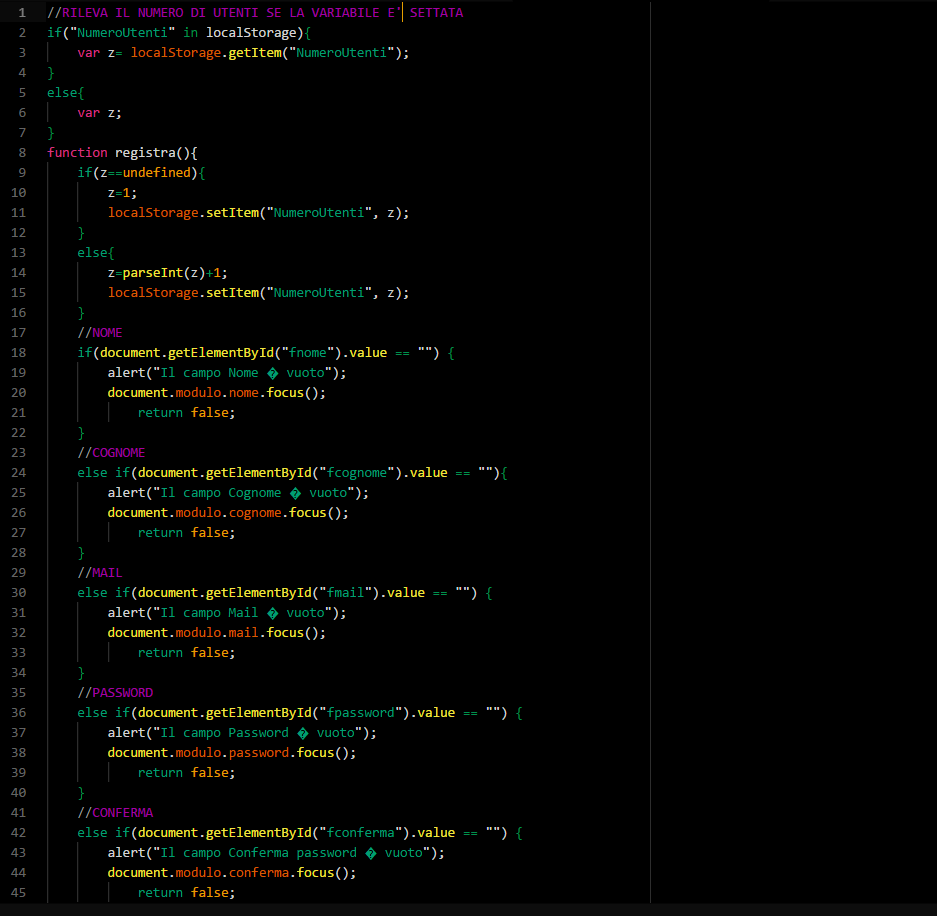 1 //RILEVA IL NUMERO DI UTENTI SE LA VARIABILE E' SETTATA
2 if("NumeroUtenti" in localStorage){
3 var z= localStorage.getItem("NumeroUtenti");
4 }
5 else{
6 var z;
7 }
8 function registra(){
9 if(z==undefined){
10 z=1;
11 localStorage.setItem("NumeroUtenti", z);
12 }
13 else{
14 z=parseInt(z)+1;
15 localStorage.setItem("NumeroUtenti", z);
16 }
17 //NOME
18 if(document.getElementById("fnome").value == "") {
19 alert("Il campo Nome � vuoto");
20 document.modulo.nome.focus();
21 return false;
22 }
23 //COGNOME
24 else if(document.getElementById("fcognome").value == ""){
25 alert("Il campo Cognome � vuoto");
26 document.modulo.cognome.focus();
27 return false;
28 }
29 //MAIL
30 else if(document.getElementById("fmail").value == "") {
31 alert("Il campo Mail � vuoto");
32 document.modulo.mail.focus();
33 return false;
34 }
35 //PASSWORD
36 else if(document.getElementById("fpassword").value == "") {
37 alert("Il campo Password � vuoto");
38 document.modulo.password.focus();
39 return false;
40 }
41 //CONFERMA
42 else if(document.getElementById("fconferma").value == "") {
43 alert("Il campo Conferma password � vuoto");
44 document.modulo.conferma.focus();
45 return false;